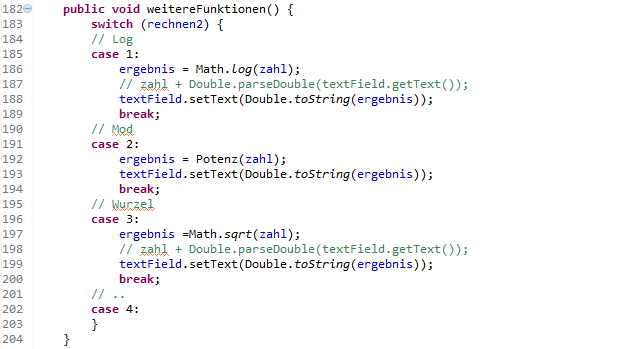 182 public void weitereFunktionen() {
183 switch (rechnen2) {
184 // Log
185 case 1:
186 ergebnis = Math.log(zahl);
187 // zahl + Double.parseDouble(textField.getText());
188 textField.setText(Double.toString(ergebnis));
189 break;
190 // Mod
191 case 2:
192 ergebnis = Potenz(zahl);
193 textField.setText(Double.toString(ergebnis));
194 break;
195 // Wurzel
196 case 3:
197 ergebnis =Math.sqrt(zahl);
198 // zahl + Double.parseDouble(textField.getText());
199 textField.setText(Double.toString(ergebnis));
200 break;
201 // ..
202 case 4:
203 }
204 }